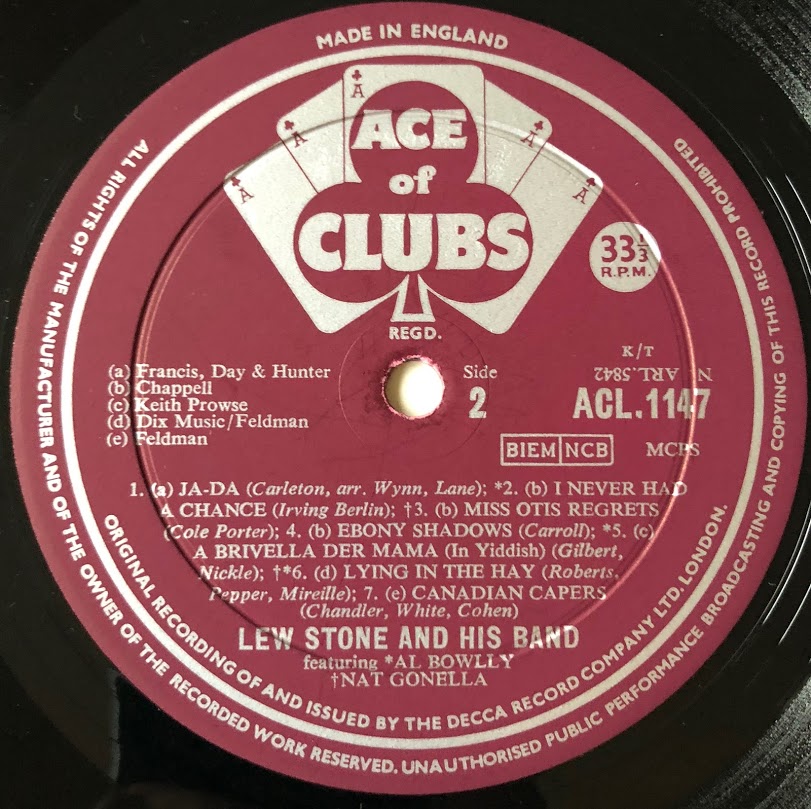 MADE IN ENGLAND
A
A
A
A
ACE
of
CLUBS
REGD.
33⅓
R.P.M.
(a) Francis, Day & Hunter
(b) Chappell
(c) Keith Prowse
(d) Dix Music/Feldman
(e) Feldman
Side
2
K/T
N ARL.5842
ACL.1147
BIEM NCB
MCPS
1. (a) JA-DA (Carleton, arr. Wynn, Lane); *2. (b) I NEVER HAD
A CHANCE (Irving Berlin); †3. (b) MISS OTIS REGRETS
(Cole Porter); 4. (b) EBONY SHADOWS (Carroll); *5. (c)
A BRIVELLA DER MAMA (In Yiddish) (Gilbert,
Nickle); †*6. (d) LYING IN THE HAY (Roberts,
Pepper, Mireille); 7. (e) CANADIAN CAPERS
(Chandler, White, Cohen)
LEW STONE AND HIS BAND
featuring *AL BOWLLY
†NAT GONELLA
ORIGINAL RECORDING OF AND ISSUED BY THE DECCA RECORD COMPANY LTD. LONDON.
ALL RIGHTS OF THE MANUFACTURER AND OF THE OWNER OF THE RECORDED WORK RESERVED. UNAUTHORISED PUBLIC PERFORMANCE BROADCASTING AND COPYING OF THIS RECORD PROHIBITED